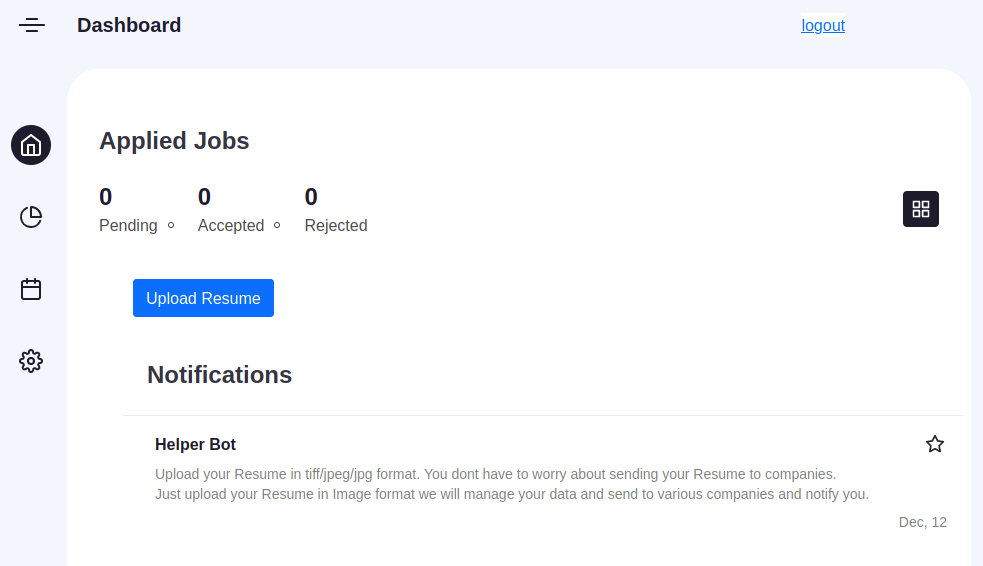 Dashboard
logout
Applied Jobs
0
0
0
Pending
Accepted
Rejected
Upload Resume
Notifications
Helper Bot
Upload your Resume in tiff/jpeg/jpg format. You dont have to worry about sending your Resume to companies.
Just upload your Resume in Image format we will manage your data and send to various companies and notify you.
Dec, 12